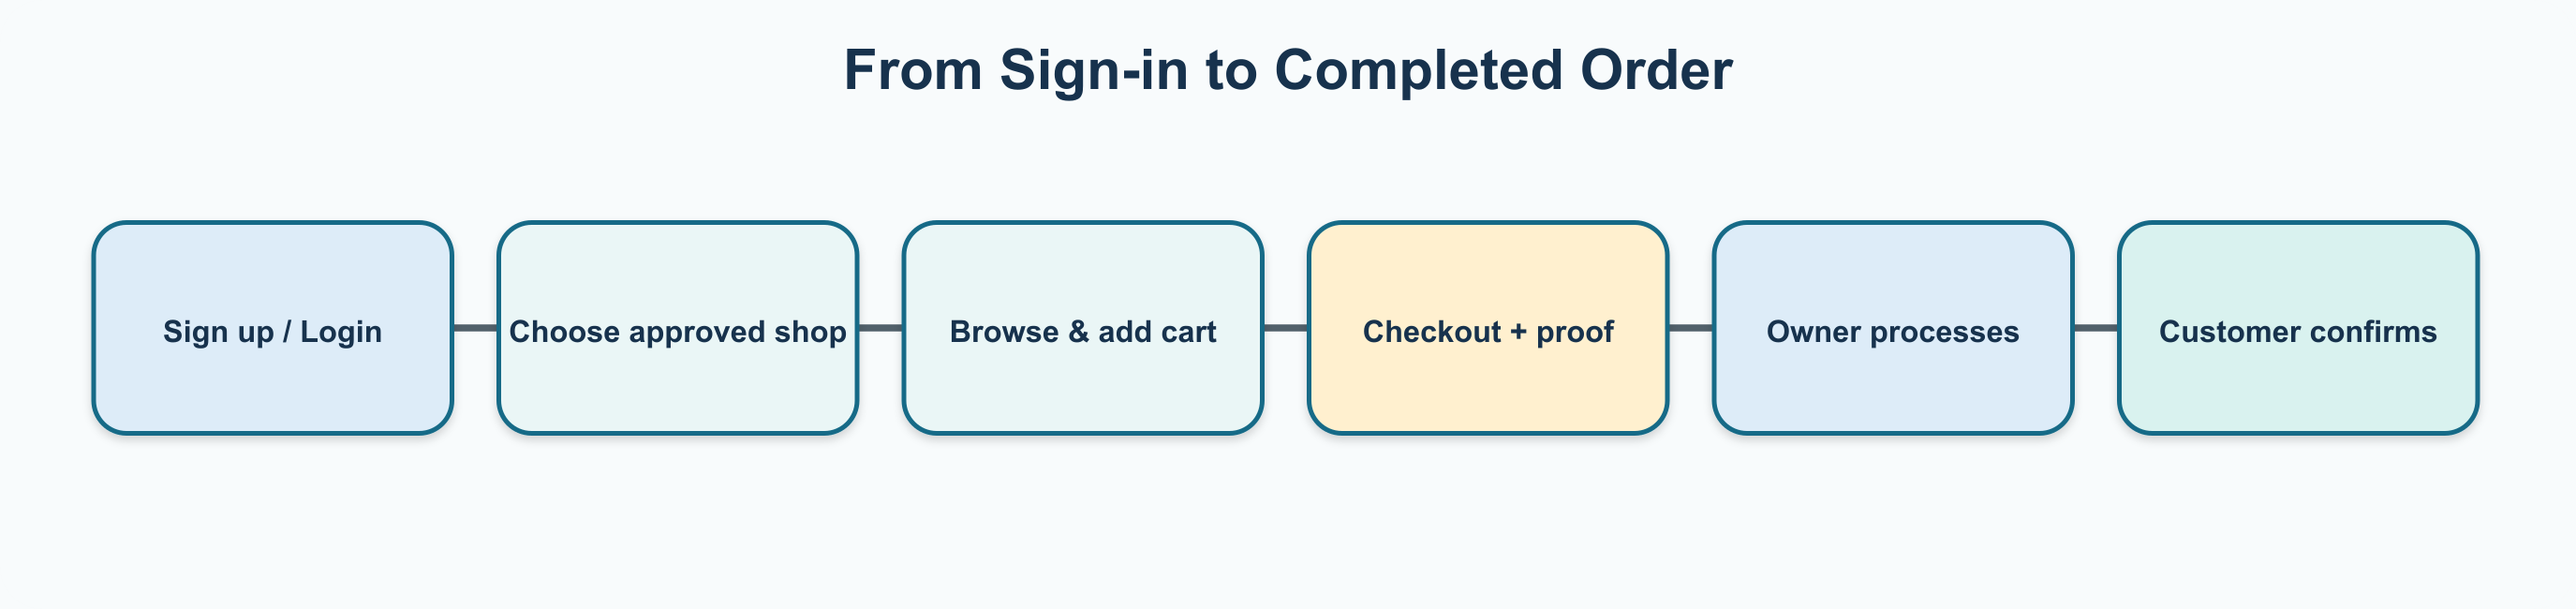 From Sign-in to Completed Order
Sign up / Login
Choose approved shop
Browse & add cart
Checkout + proof
Owner processes
Customer confirms